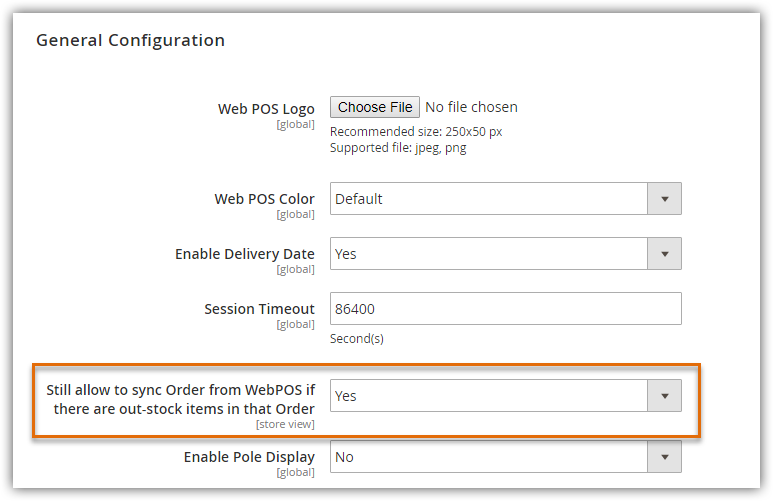 General Configuration
Web POS Logo
[global]
Choose File No file chosen
Recommended size: 250x50 px
Supported file: jpeg, png
Web POS Color
[global]
Default
Enable Delivery Date
[global]
Yes
Session Timeout
[global]
86400
Second(s)
Still allow to sync Order from WebPOS if
there are out-stock items in that Order
[store view]
Yes
Enable Pole Display
[global]
No